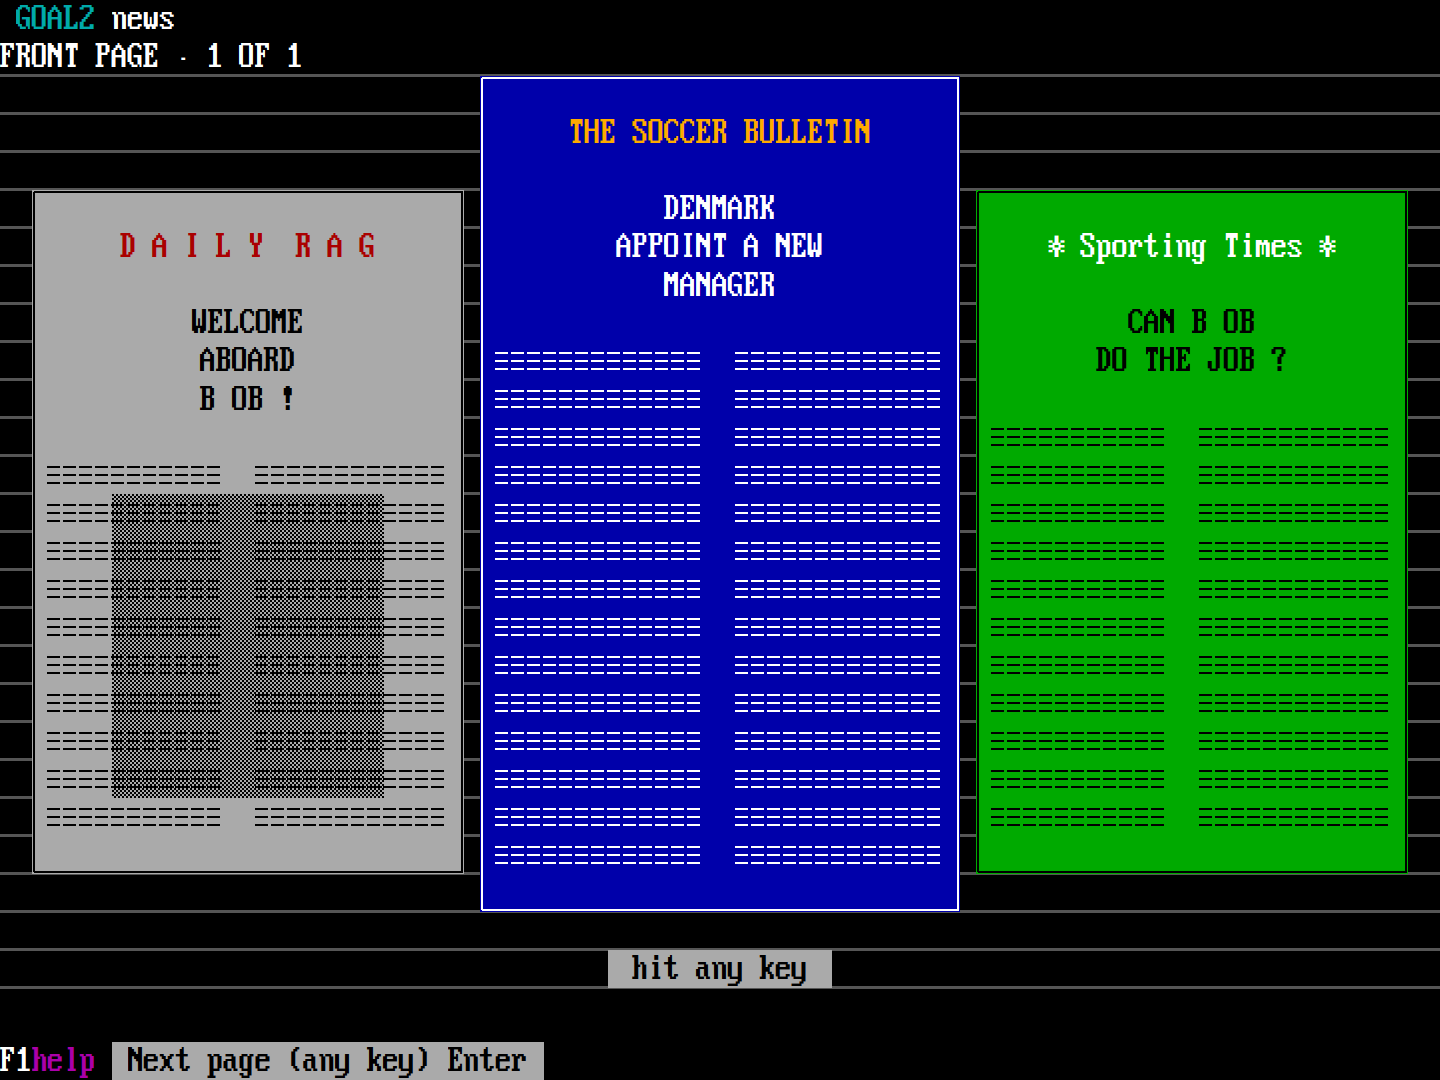 GOAL2 news
FRONT PAGE - 1 OF 1
D A I L Y  R A G
WELCOME
ABOARD
B OB !
THE SOCCER BULLETIN
DENMARK
APPOINT A NEW
MANAGER
* Sporting Times *
CAN B OB
DO THE JOB ?
hit any key
F1help Next page (any key) Enter